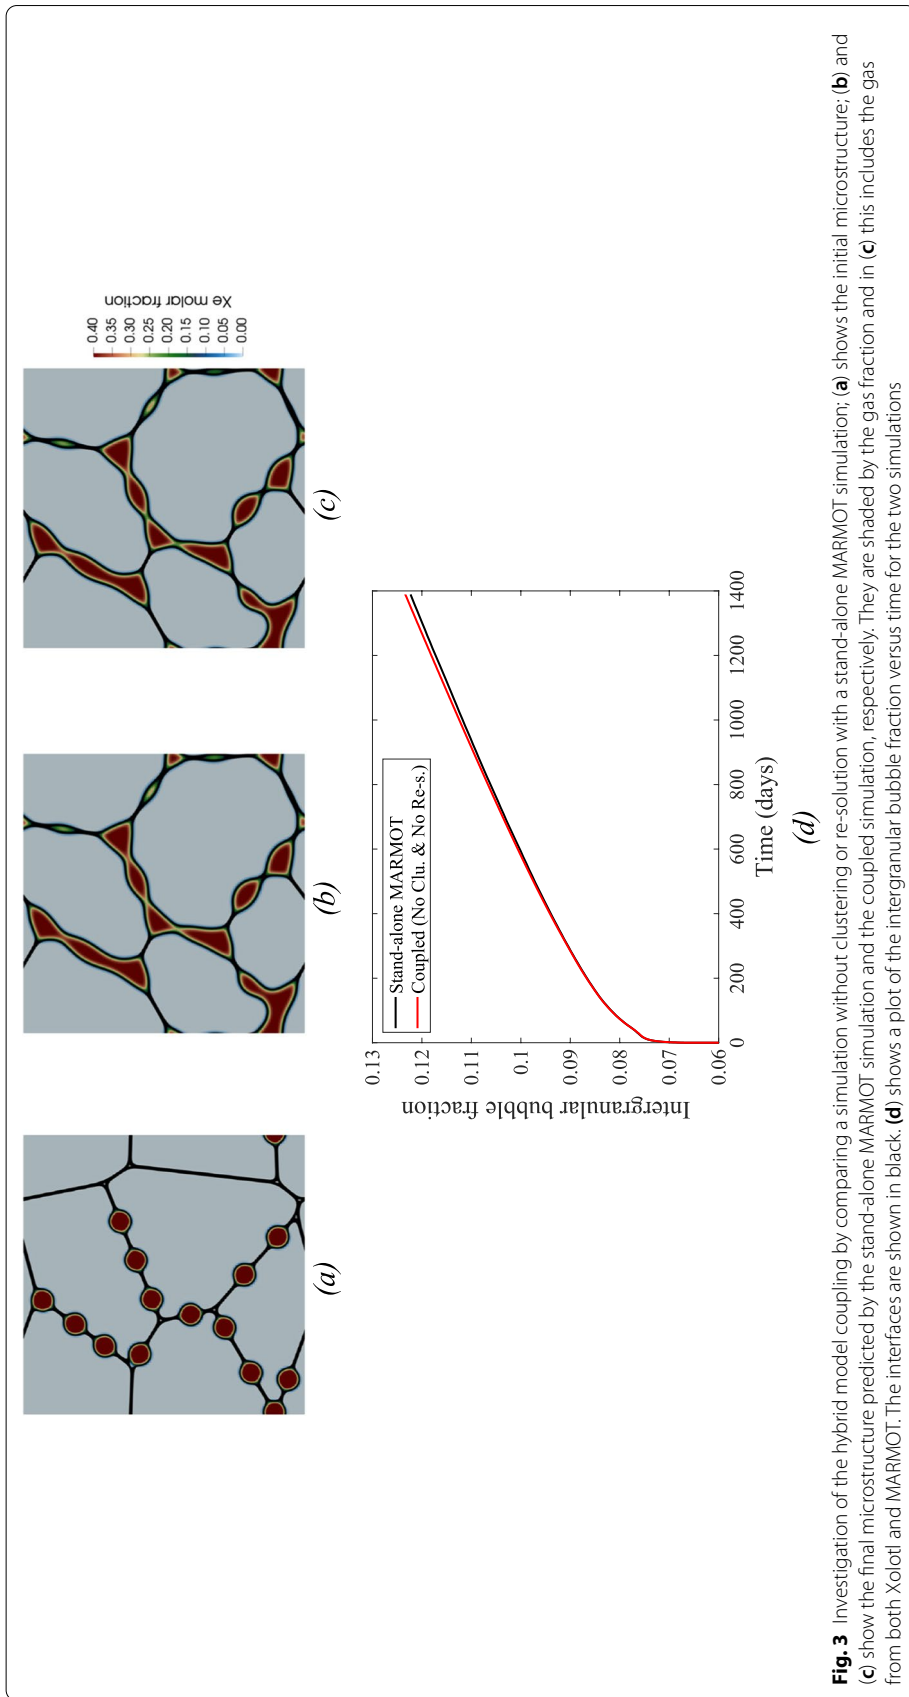 (a)
(b)
(c)
Xe molar fraction
0.40
0.35
0.30
0.25
0.20
0.15
0.10
0.05
0.00
Intergranular bubble fraction
0.13
0.12
0.11
0.1
0.09
0.08
0.07
0.06
Stand-alone MARMOT
Coupled (No Clu. & No Re-s.)
0 200 400 600 800 1000 1200 1400
Time (days)
(d)
Fig. 3 Investigation of the hybrid model coupling by comparing a simulation without clustering or re-solution with a stand-alone MARMOT simulation; (a) shows the initial microstructure; (b) and
(c) show the final microstructure predicted by the stand-alone MARMOT simulation and the coupled simulation, respectively. They are shaded by the gas fraction and in (c) this includes the gas
from both Xolotl and MARMOT. The interfaces are shown in black. (d) shows a plot of the intergranular bubble fraction versus time for the two simulations